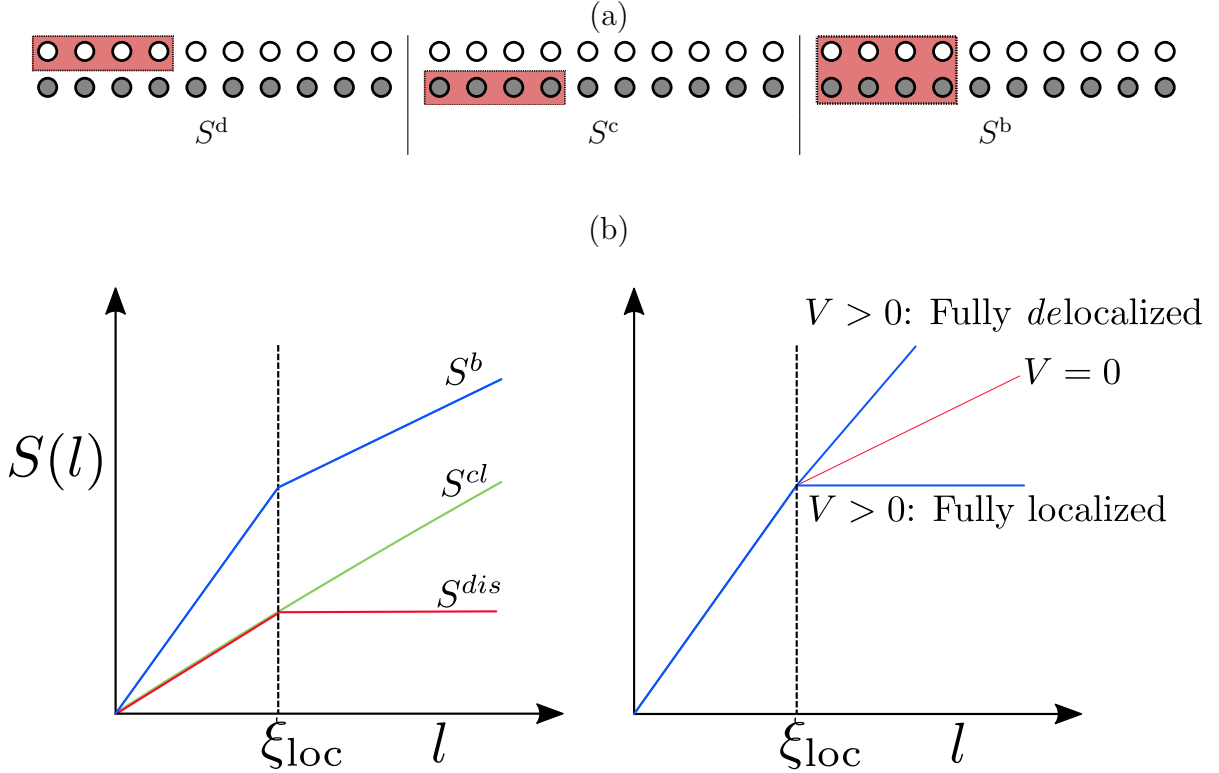 (a)
S^d
S^c
S^b
(b)
S(l)
S^b
S^{cl}
S^{dis}
ξ_loc
l
V > 0: Fully delocalized
V = 0
V > 0: Fully localized
ξ_loc
l